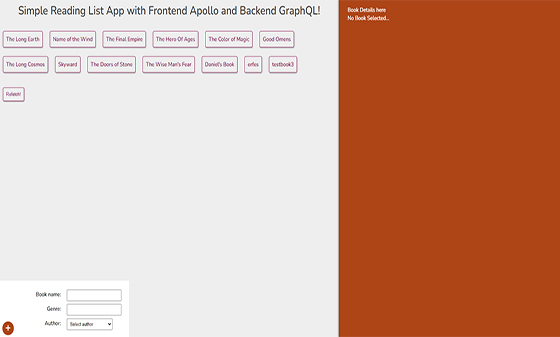 Simple Reading List App with Frontend Apollo and Backend GraphQL!
Book Details here
No Book Selected...
The Long Earth Name of the Wind The Final Empire The Hero Of Ages The Color of Magic Good Omens
The Long Cosmos Skyward The Doors of Stone The Wise Man's Fear Daniel's Book erfes testbook3
Book name:
Genre:
Author: Select author
+